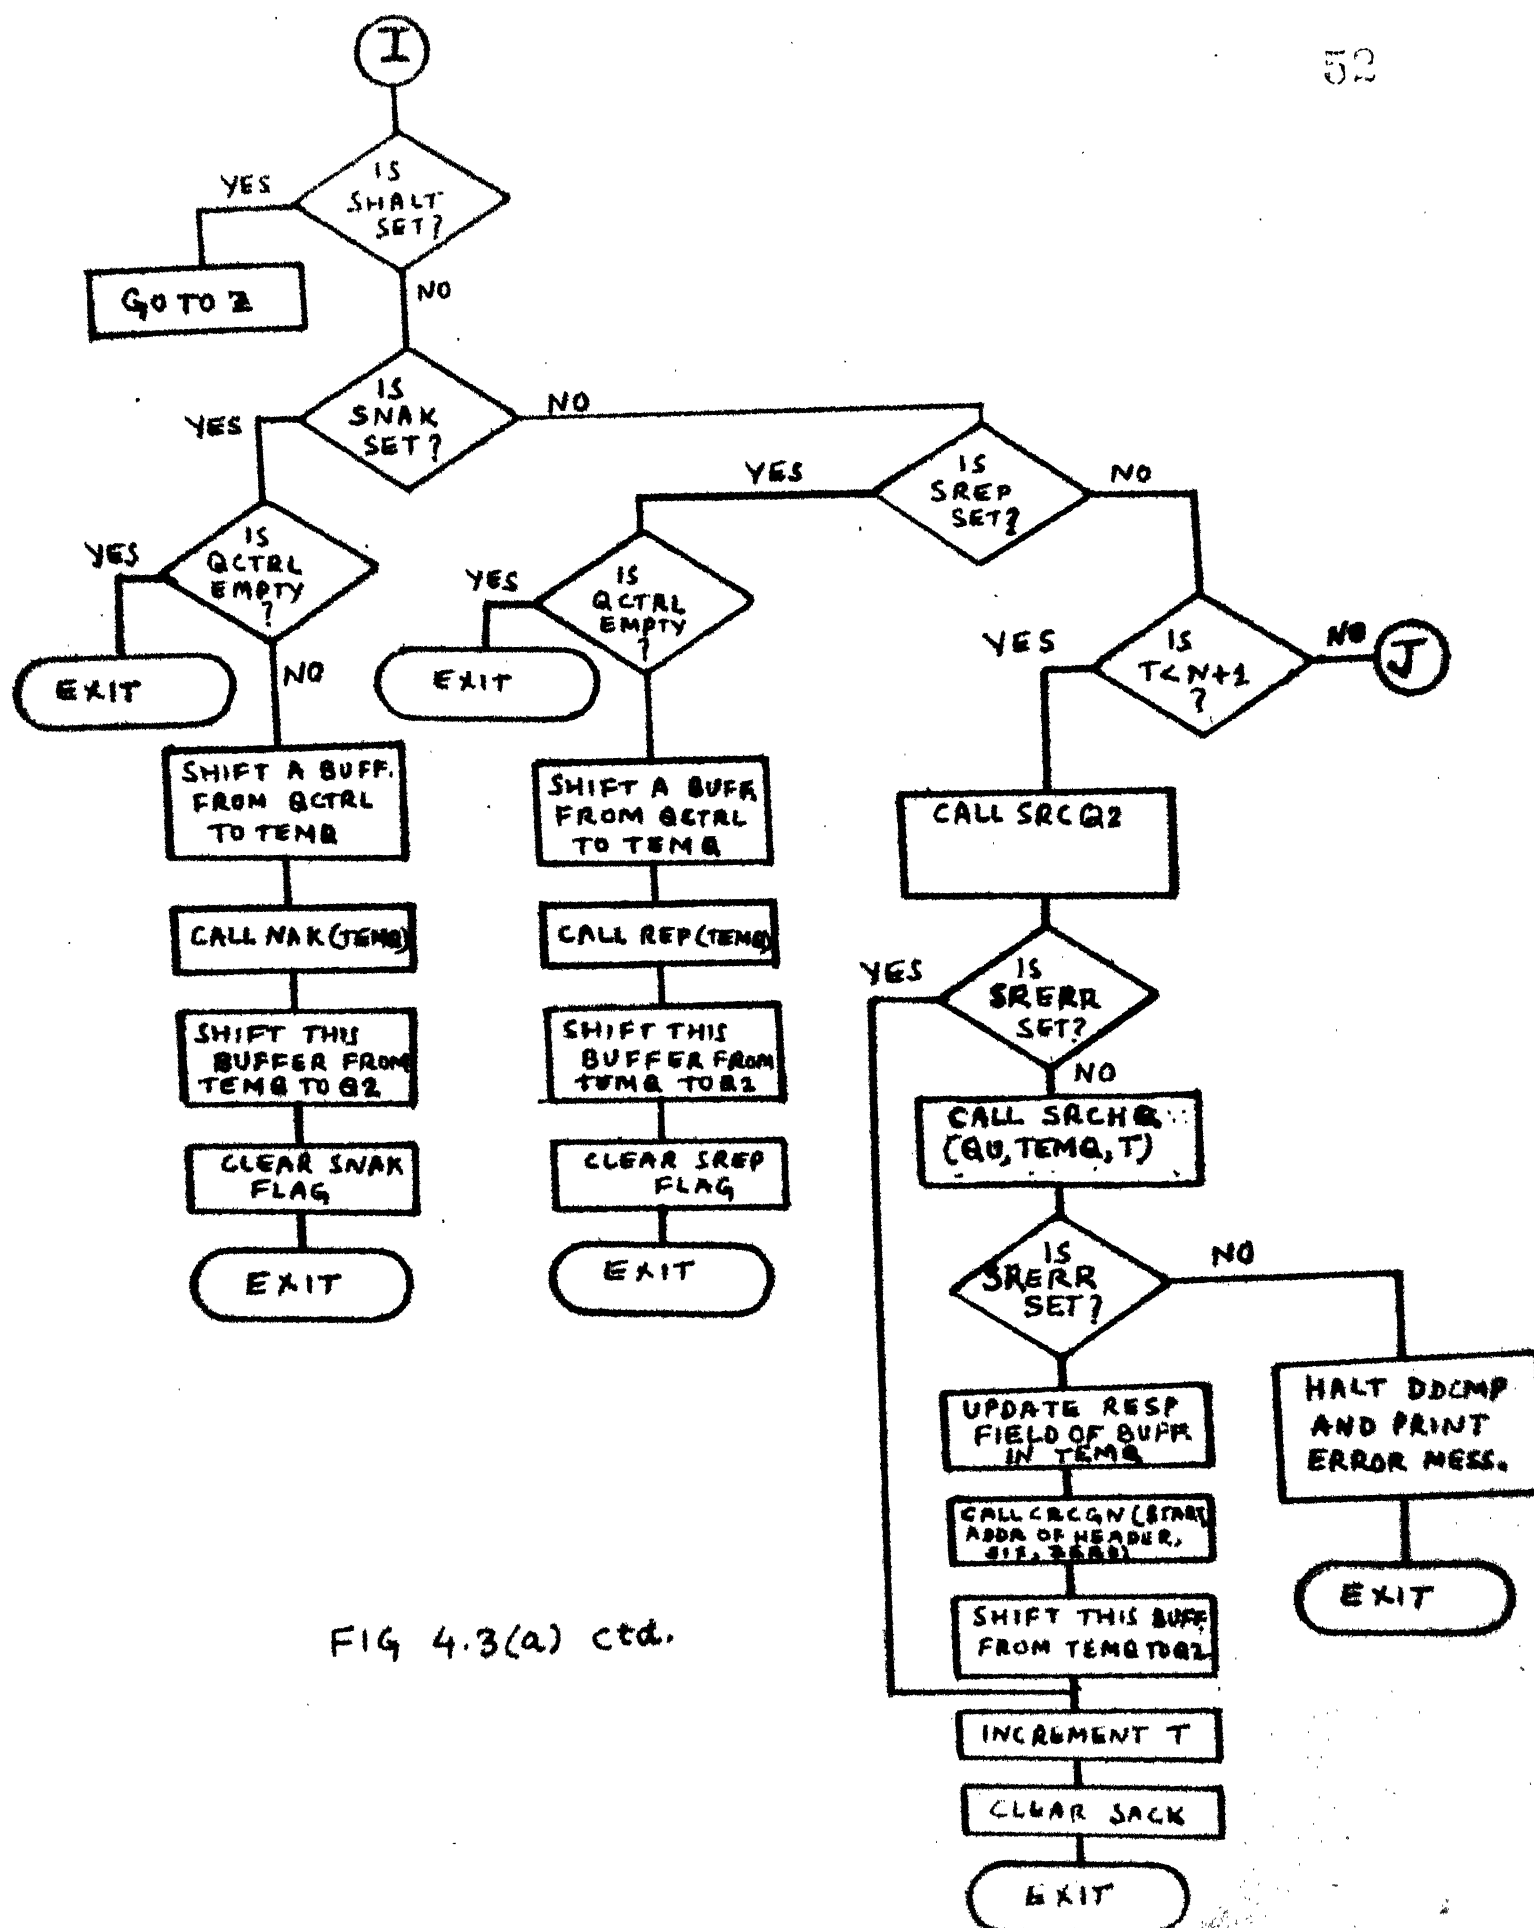 52
I
IS
SHALT
SET?
YES
GO TO Z
NO
IS
SNAK
SET?
YES
NO
IS
SREP
SET?
YES
NO
IS
QCTRL
EMPTY
?
YES
EXIT
NO
IS
QCTRL
EMPTY
?
YES
EXIT
IS
T<N+1
?
YES
NO
J
SHIFT A BUFF.
FROM QCTRL
TO TEMQ
CALL NAK(TEMQ)
SHIFT THIS
BUFFER FROM
TEMQ TO Q2
CLEAR SNAK
FLAG
EXIT
SHIFT A BUFF.
FROM QCTRL
TO TEMQ
CALL REP(TEMQ)
SHIFT THIS
BUFFER FROM
TEMQ TO Q2
CLEAR SREP
FLAG
EXIT
CALL SRCQ2
IS
SRERR
SET?
YES
NO
CALL SRCHQ
(QU,TEMQ,T)
IS
SRERR
SET?
NO
HALT DDCMP
AND PRINT
ERROR MESS.
EXIT
UPDATE RESP
FIELD OF BUFF.
IN TEMQ
CALL CRCGN(START
ADDR OF HEADER,
ZERO)
SHIFT THIS BUFF
FROM TEMQ TO Q2
INCREMENT T
CLEAR SACK
EXIT
FIG 4.3(a) ctd.